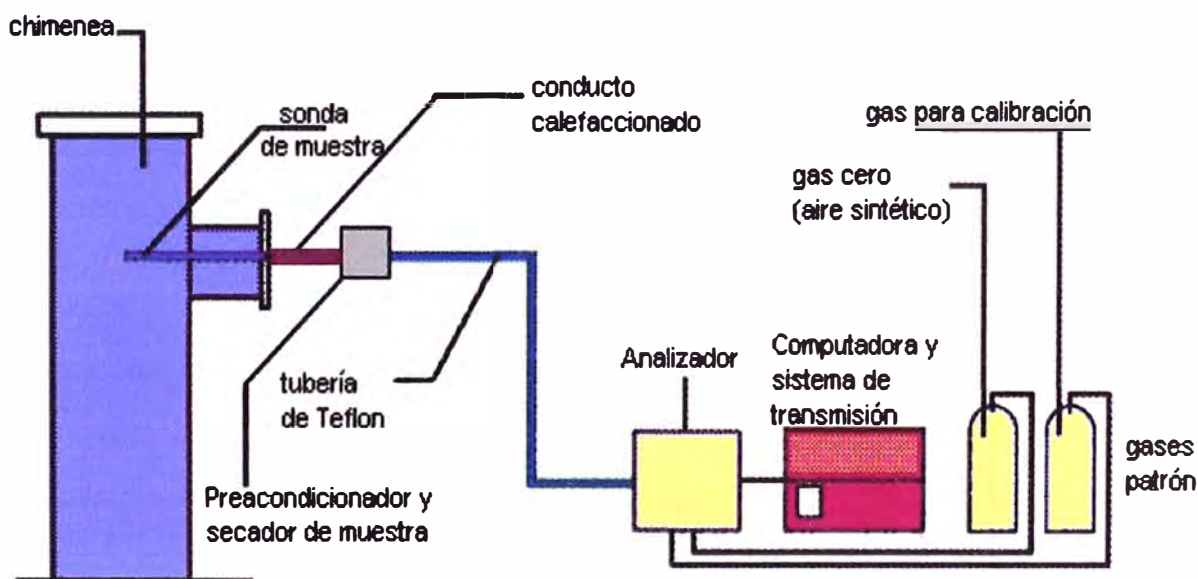 chimenea
sonda
de muestra
conducto
calefaccionado
gas para calibración
gas cero
(aire sintético)
tubería
de Teflon
Analizador
Computadora y
sistema de
transmisión
gases
patrón
Preacondicionador y
secador de muestra